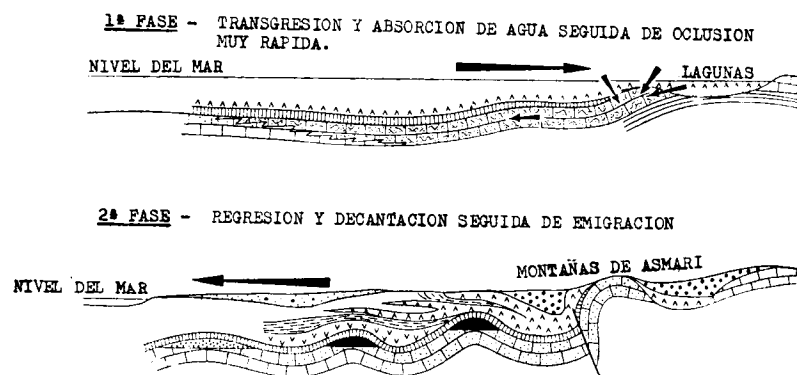 1ª FASE - TRANSGRESION Y ABSORCION DE AGUA SEGUIDA DE OCLUSION
MUY RAPIDA.
NIVEL DEL MAR
LAGUNAS
2ª FASE - REGRESION Y DECANTACION SEGUIDA DE EMIGRACION
MONTAÑAS DE ASMARI
NIVEL DEL MAR